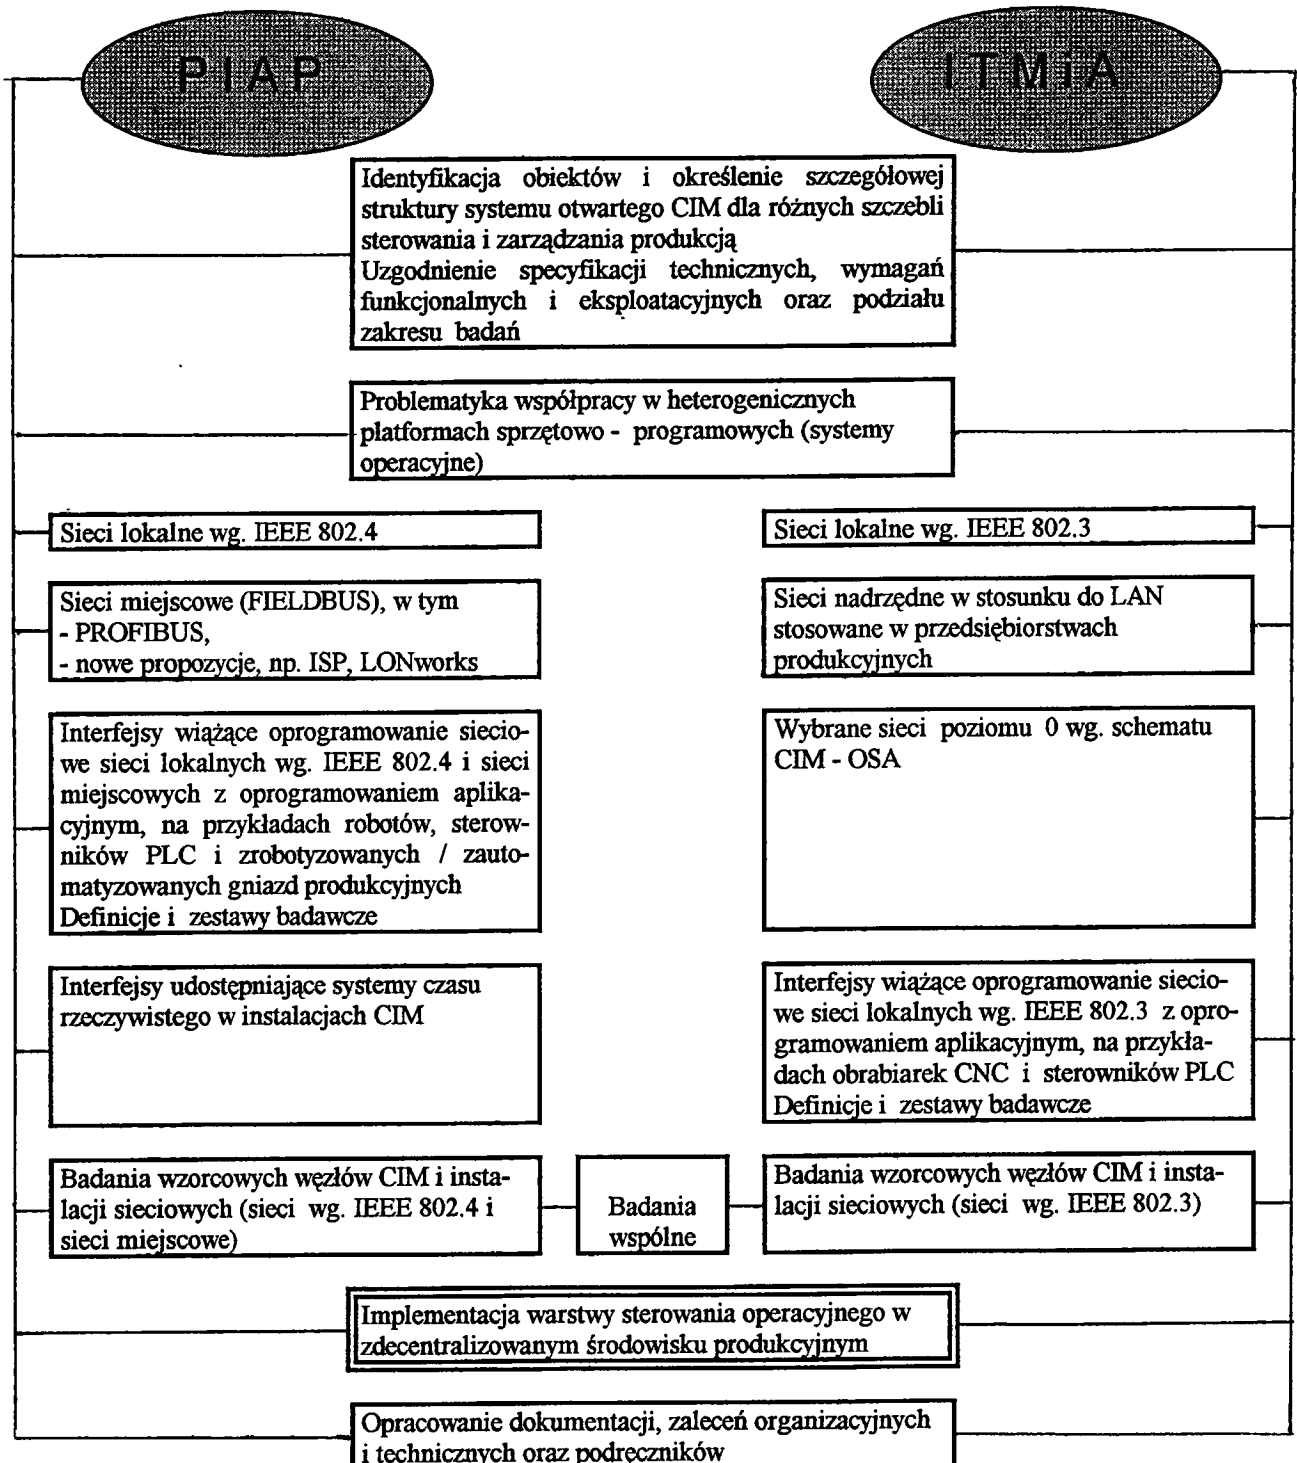 PIAP
ITMiA
Identyfikacja obiektów i określenie szczegółowej
struktury systemu otwartego CIM dla różnych szczebli
sterowania i zarządzania produkcją
Uzgodnienie specyfikacji technicznych, wymagań
funkcjonalnych i eksploatacyjnych oraz podziału
zakresu badań
Problematyka współpracy w heterogenicznych
platformach sprzętowo - programowych (systemy
operacyjne)
Sieci lokalne wg. IEEE 802.4
Sieci lokalne wg. IEEE 802.3
Sieci miejscowe (FIELDBUS), w tym
- PROFIBUS,
- nowe propozycje, np. ISP, LONworks
Sieci nadrzędne w stosunku do LAN
stosowane w przedsiębiorstwach
produkcyjnych
Interfejsy wiążące oprogramowanie siecio-
we sieci lokalnych wg. IEEE 802.4 i sieci
miejscowych z oprogramowaniem aplika-
cyjnym, na przykładach robotów, sterow-
ników PLC i zrobotyzowanych / zauto-
matyzowanych gniazd produkcyjnych
Definicje i zestawy badawcze
Wybrane sieci poziomu 0 wg. schematu
CIM - OSA
Interfejsy udostępniające systemy czasu
rzeczywistego w instalacjach CIM
Interfejsy wiążące oprogramowanie siecio-
we sieci lokalnych wg. IEEE 802.3 z opro-
gramowaniem aplikacyjnym, na przykła-
dach obrabiarek CNC i sterowników PLC
Definicje i zestawy badawcze
Badania wzorcowych węzłów CIM i insta-
lacji sieciowych (sieci wg. IEEE 802.4 i
sieci miejscowe)
Badania
wspólne
Badania wzorcowych węzłów CIM i insta-
lacji sieciowych (sieci wg. IEEE 802.3)
Implementacja warstwy sterowania operacyjnego w
zdecentralizowanym środowisku produkcyjnym
Opracowanie dokumentacji, zaleceń organizacyjnych
i technicznych oraz podręczników